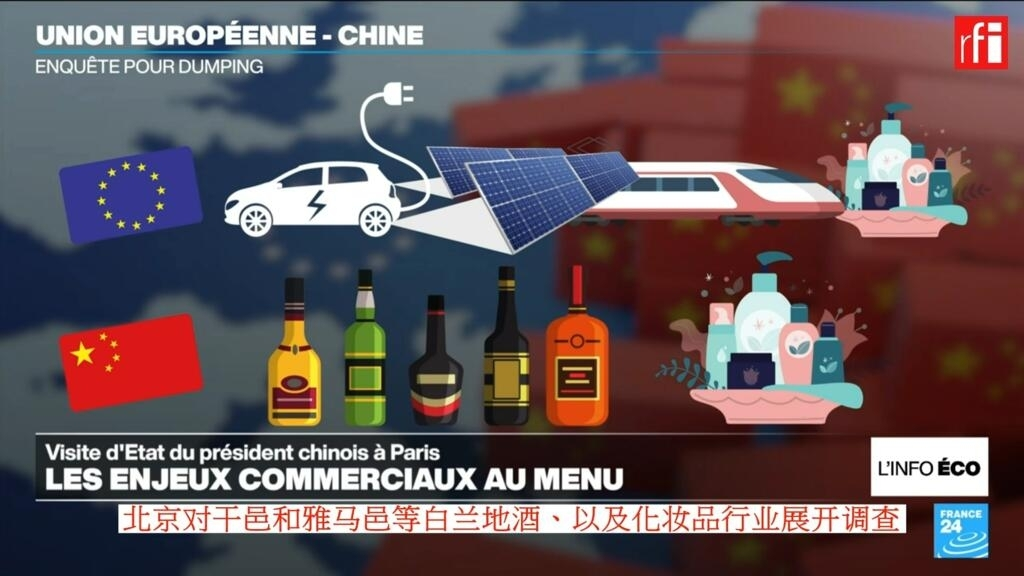 UNION EUROPÉENNE - CHINE
ENQUÊTE POUR DUMPING
rfi
Visite d'Etat du président chinois à Paris
LES ENJEUX COMMERCIAUX AU MENU
L'INFO ÉCO
北京对干邑和雅马邑等白兰地酒、以及化妆品行业展开调查
FRANCE
24